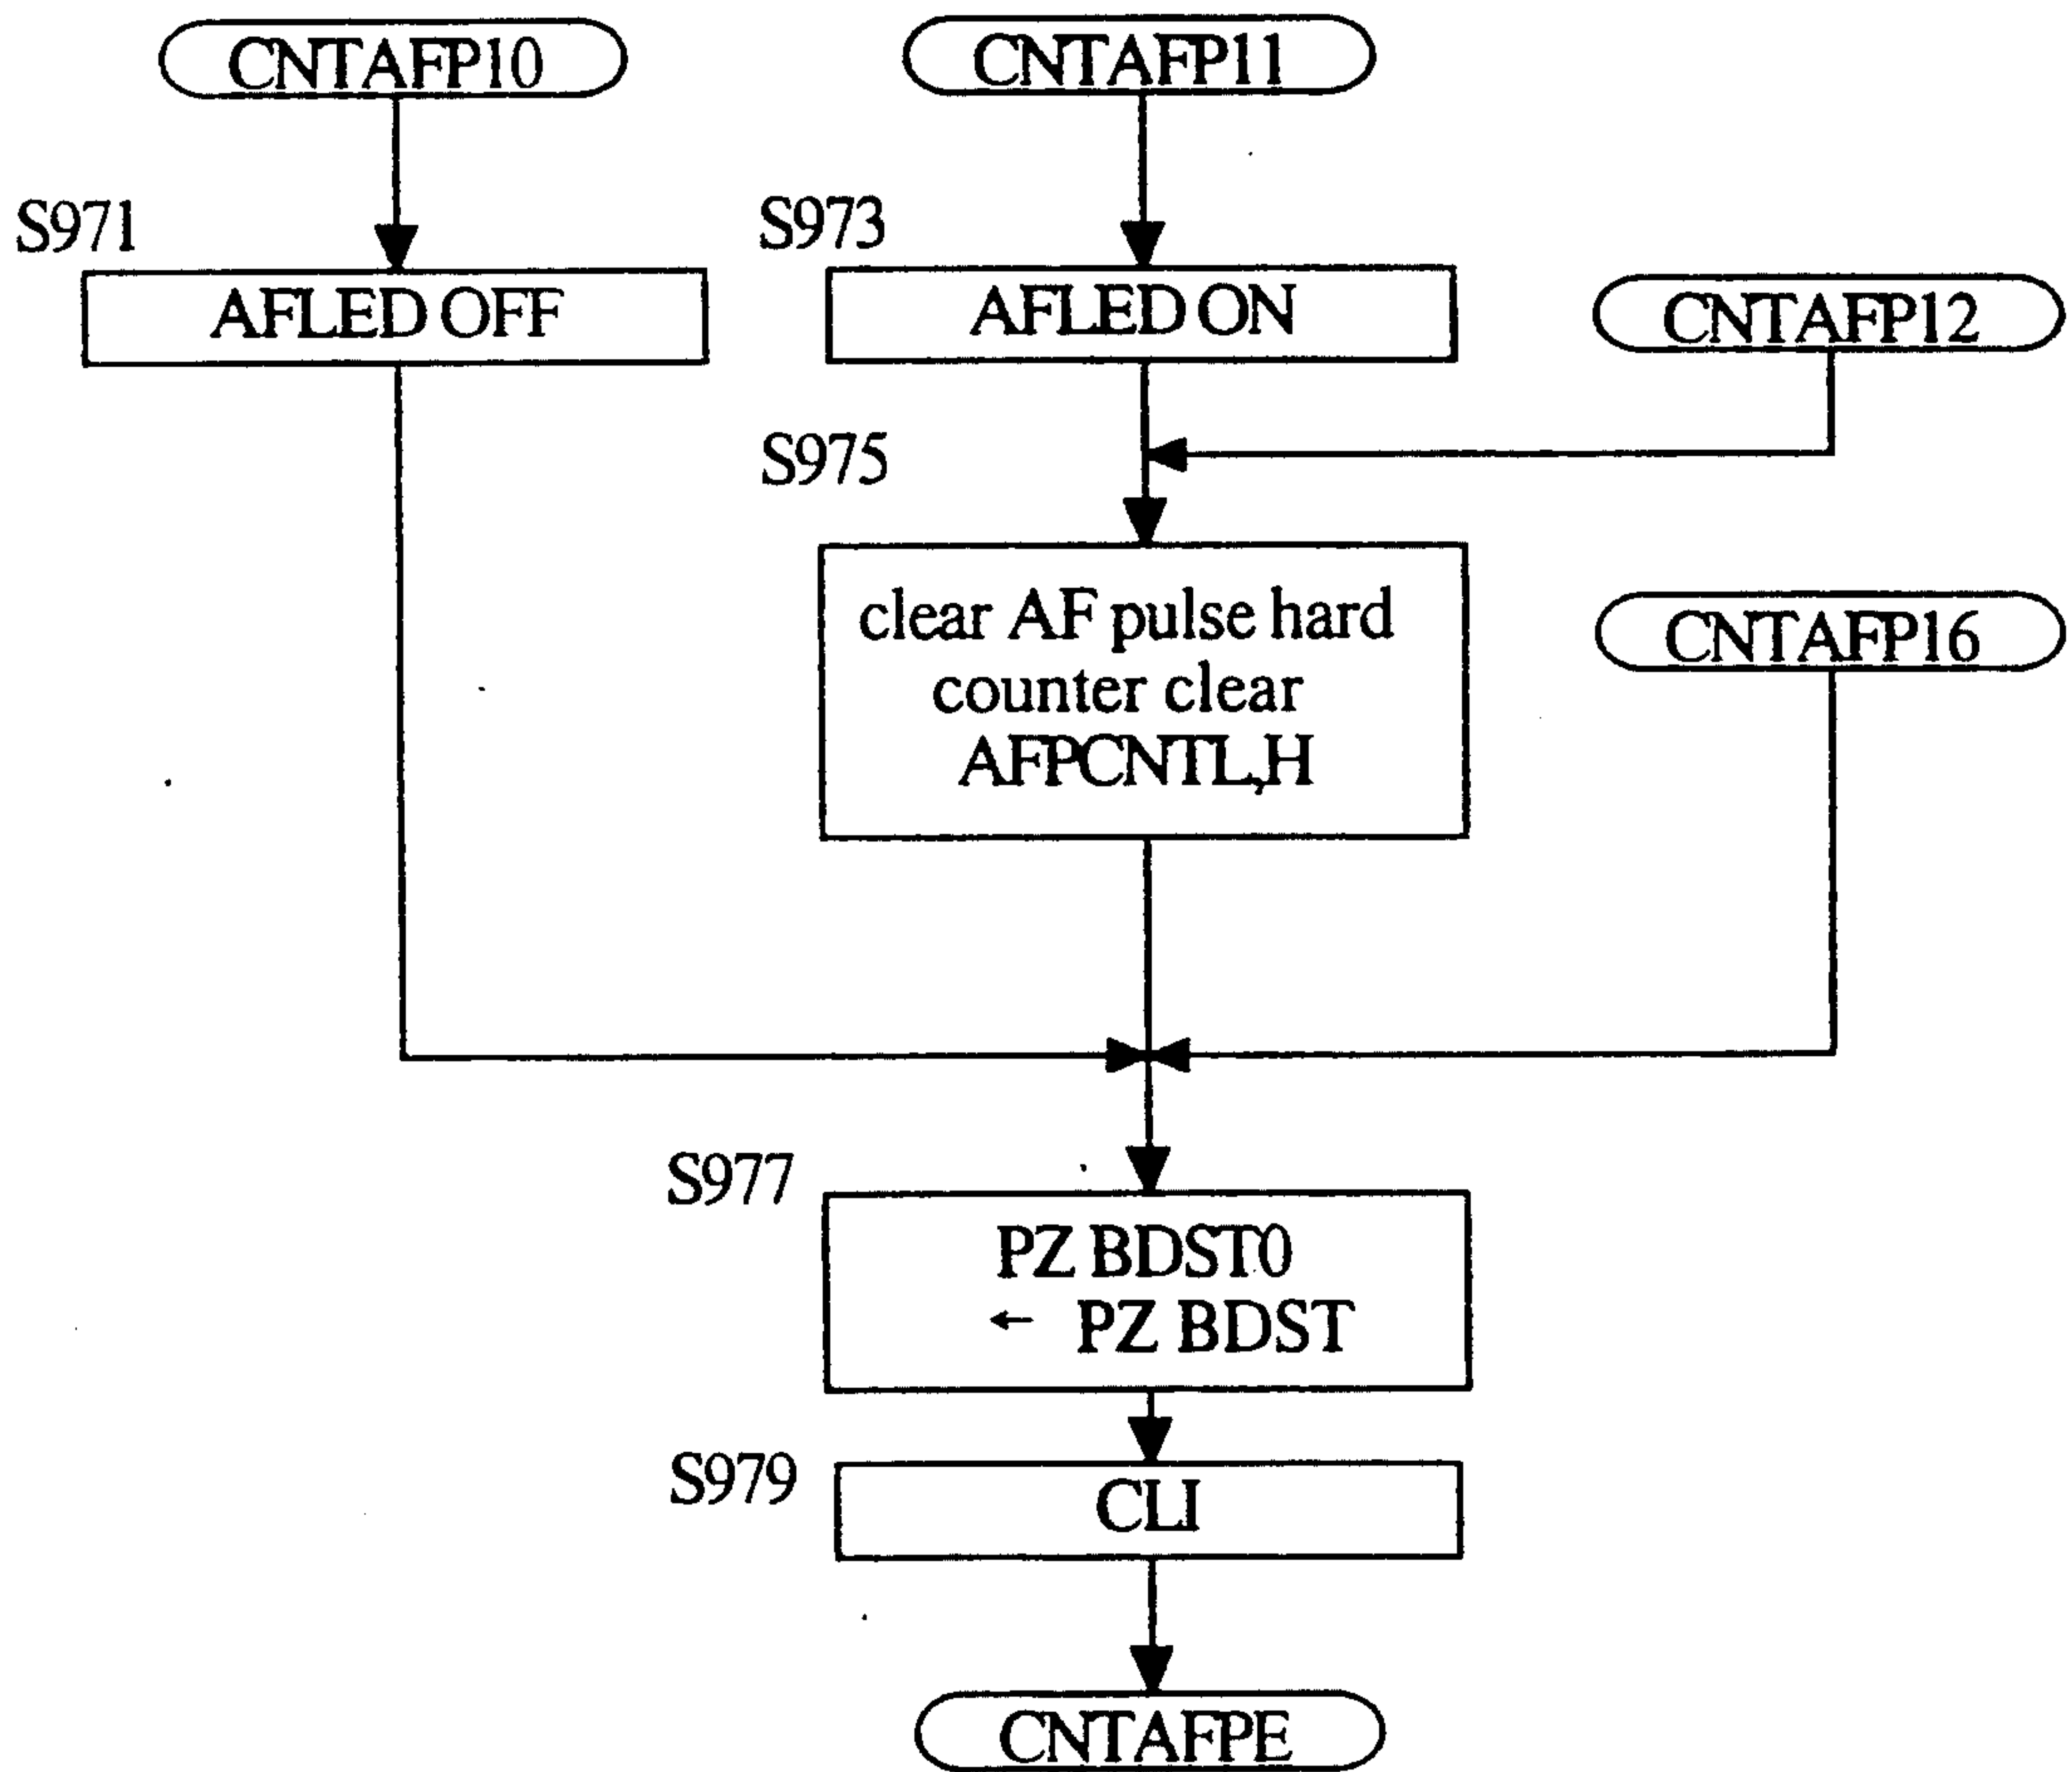 CNTAFP10
CNTAFP11
S971
S973
AFLED OFF
AFLED ON
CNTAFP12
S975
clear AF pulse hard
counter clear
AFPCNTL,H
CNTAFP16
S977
PZ BDST0
← PZ BDST
S979
CLI
CNTAFPE